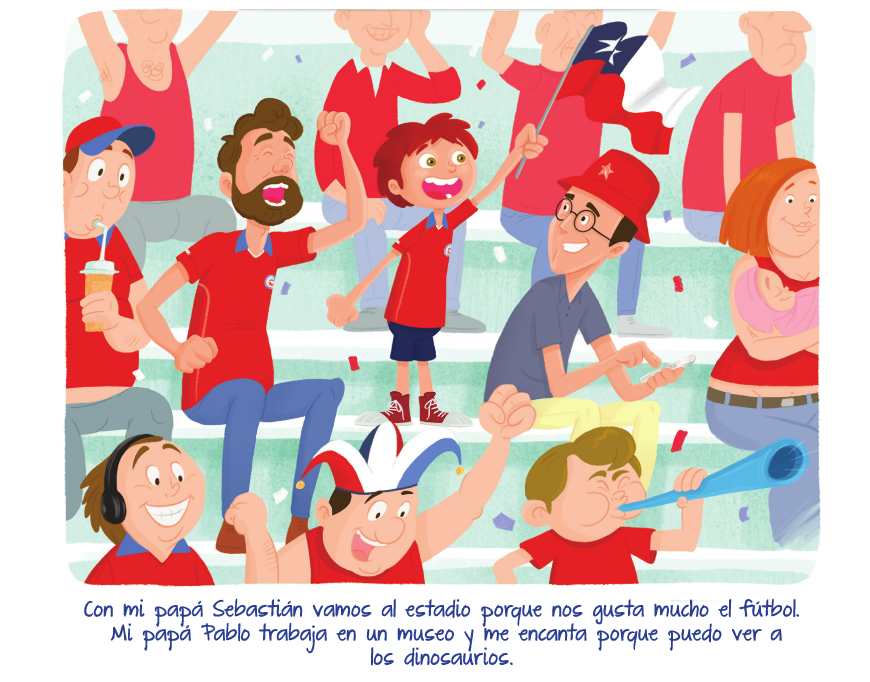 Con mi papá Sebastián vamos al estadio porque nos gusta mucho el fútbol.
Mi papá Pablo trabaja en un museo y me encanta porque puedo ver a
los dinosaurios.